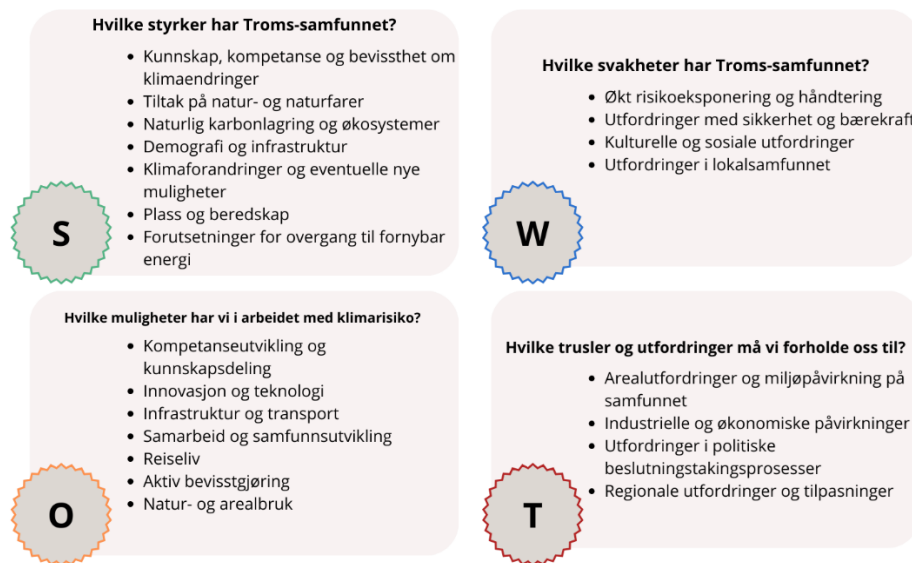 Hvilke styrker har Troms-samfunnet?
• Kunnskap, kompetanse og bevissthet om
klimaendringer
• Tiltak på natur- og naturfarer
• Naturlig karbonlagring og økosystemer
• Demografi og infrastruktur
• Klimaforandringer og eventuelle nye
muligheter
• Plass og beredskap
• Forutsetninger for overgang til fornybar
energi
S
Hvilke svakheter har Troms-samfunnet?
• Økt risikoeksponering og håndtering
• Utfordringer med sikkerhet og bærekraft
• Kulturelle og sosiale utfordringer
• Utfordringer i lokalsamfunnet
W
Hvilke muligheter har vi i arbeidet med klimarisiko?
• Kompetanseutvikling og
kunnskapsdeling
• Innovasjon og teknologi
• Infrastruktur og transport
• Samarbeid og samfunnsutvikling
• Reiseliv
• Aktiv bevisstgjøring
• Natur- og arealbruk
O
Hvilke trusler og utfordringer må vi forholde oss til?
• Arealutfordringer og miljøpåvirkning på
samfunnet
• Industrielle og økonomiske påvirkninger
• Utfordringer i politiske
beslutningstakingsprosesser
• Regionale utfordringer og tilpasninger
T